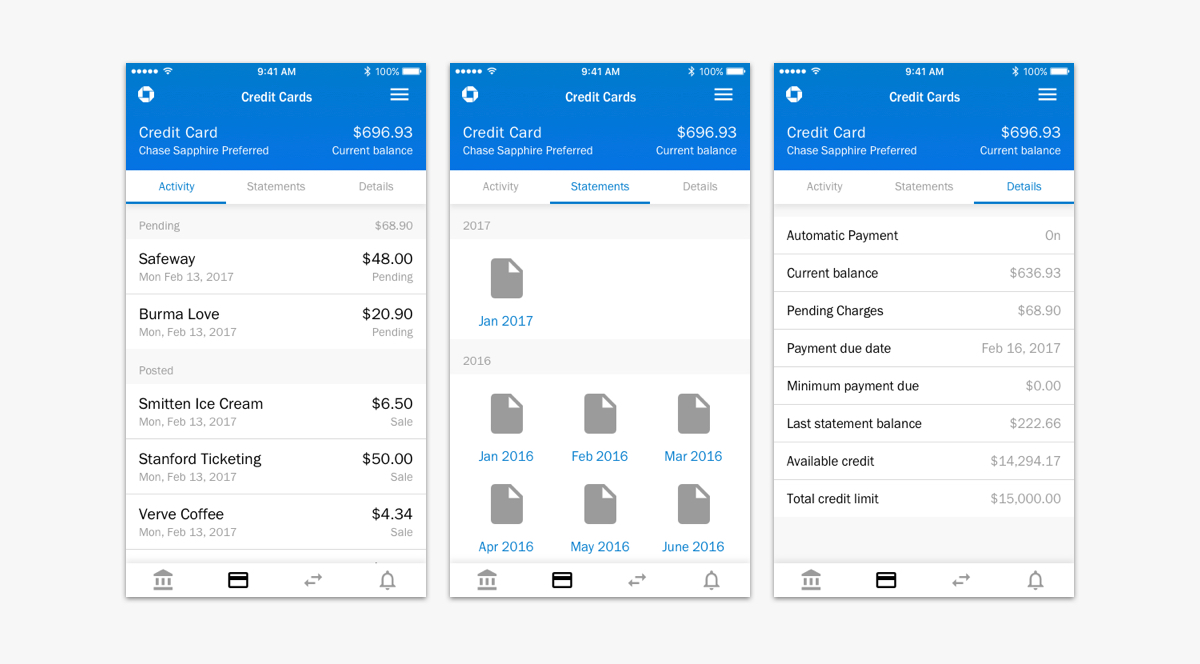 9:41 AM 100%
Credit Cards
Credit Card $696.93
Chase Sapphire Preferred Current balance
Activity Statements Details
Pending $68.90
Safeway $48.00
Mon Feb 13, 2017 Pending
Burma Love $20.90
Mon, Feb 13, 2017 Pending
Posted
Smitten Ice Cream $6.50
Mon, Feb 13, 2017 Sale
Stanford Ticketing $50.00
Mon, Feb 13, 2017 Sale
Verve Coffee $4.34
Mon, Feb 13, 2017 Sale
9:41 AM 100%
Credit Cards
Credit Card $696.93
Chase Sapphire Preferred Current balance
Activity Statements Details
2017
Jan 2017
2016
Jan 2016 Feb 2016 Mar 2016
Apr 2016 May 2016 June 2016
9:41 AM 100%
Credit Cards
Credit Card $696.93
Chase Sapphire Preferred Current balance
Activity Statements Details
Automatic Payment On
Current balance $636.93
Pending Charges $68.90
Payment due date Feb 16, 2017
Minimum payment due $0.00
Last statement balance $222.66
Available credit $14,294.17
Total credit limit $15,000.00